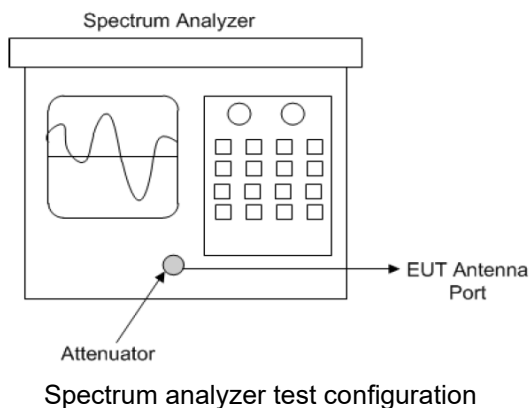 Spectrum Analyzer
EUT Antenna
Port
Attenuator
Spectrum analyzer test configuration